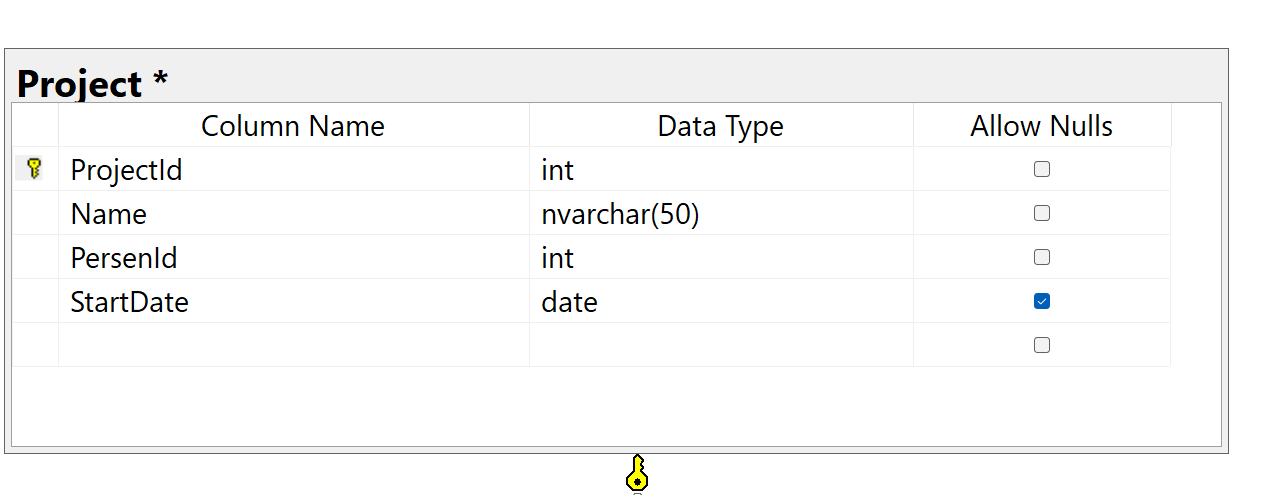 Project *
Column Name Data Type Allow Nulls
ProjectId int
Name nvarchar(50)
PersenId int
StartDate date